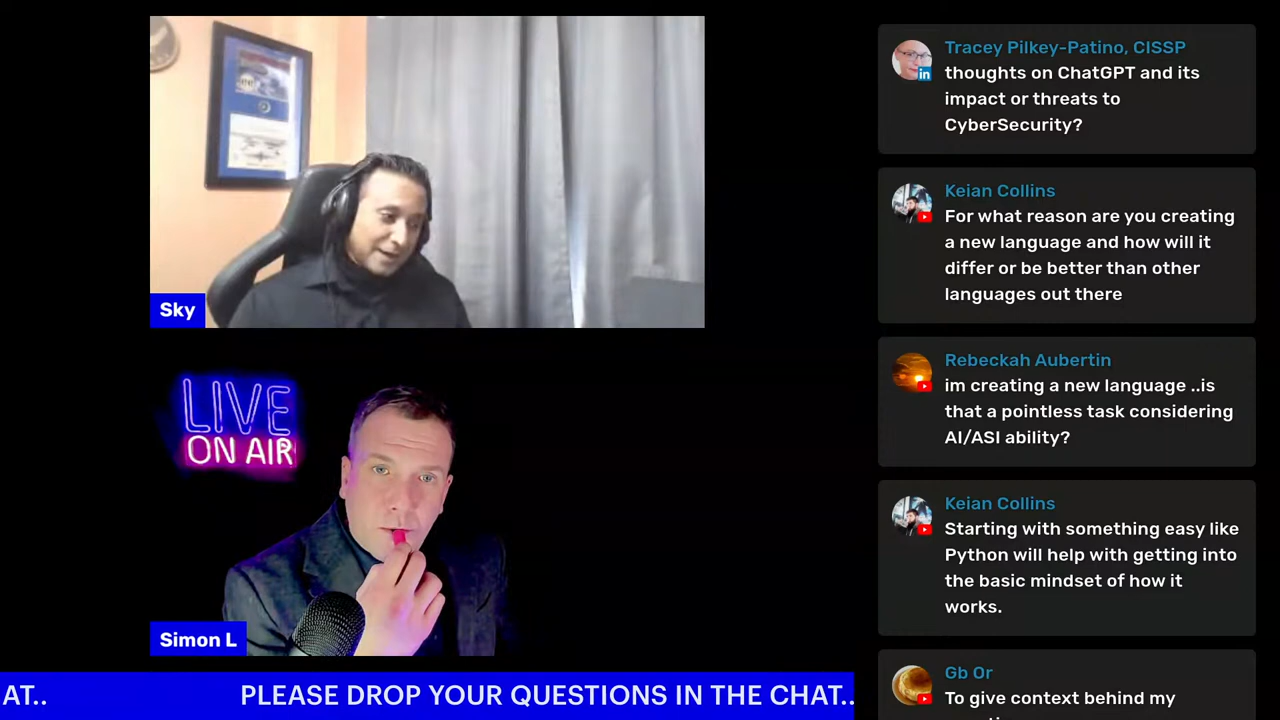 Sky
LIVE
ON AIR
Simon L
AT..
PLEASE DROP YOUR QUESTIONS IN THE CHAT..
Tracey Pilkey-Patino, CISSP
thoughts on ChatGPT and its
impact or threats to
CyberSecurity?
Keian Collins
For what reason are you creating
a new language and how will it
differ or be better than other
languages out there
Rebeckah Aubertin
im creating a new language ..is
that a pointless task considering
AI/ASI ability?
Keian Collins
Starting with something easy like
Python will help with getting into
the basic mindset of how it
works.
Gb Or
To give context behind my